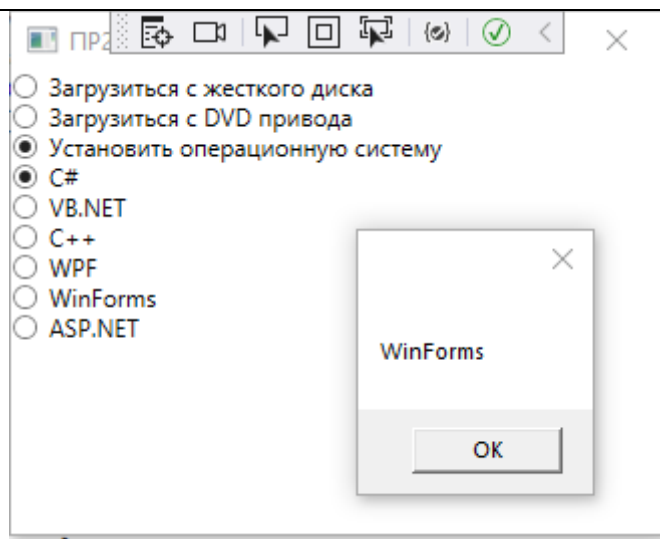 ПР2
Загрузиться с жесткого диска
Загрузиться с DVD привода
Установить операционную систему
C#
VB.NET
C++
WPF
WinForms
ASP.NET
WinForms
OK